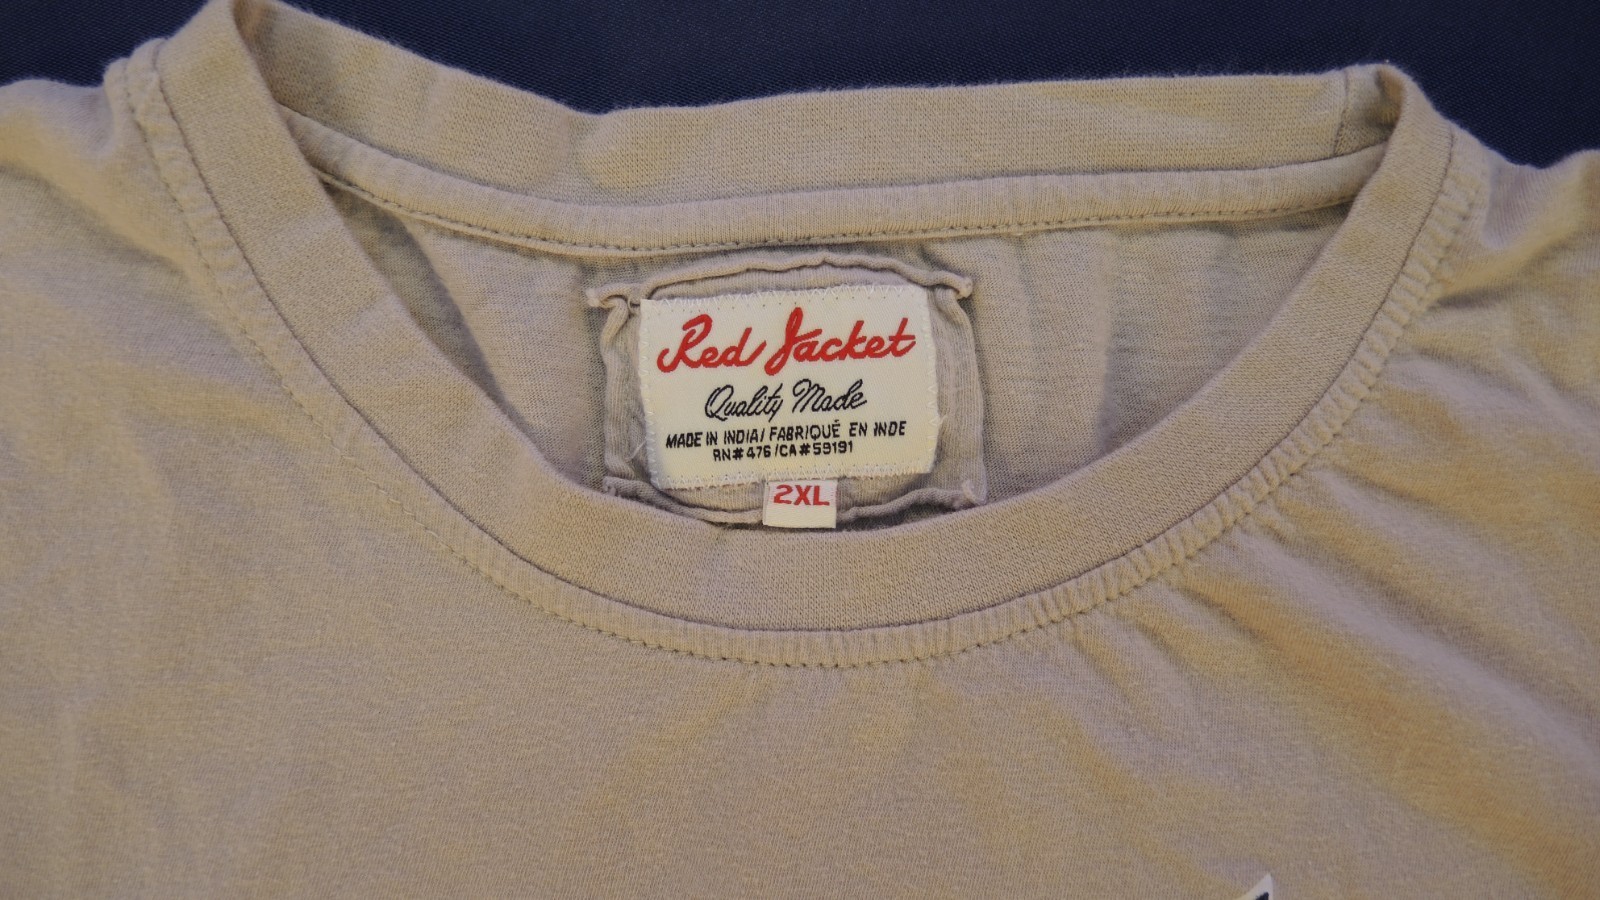 Red Jacket
Quality Made
MADE IN INDIA / FABRIQUÉ EN INDE
RN# 476 / CA# 59191
2XL